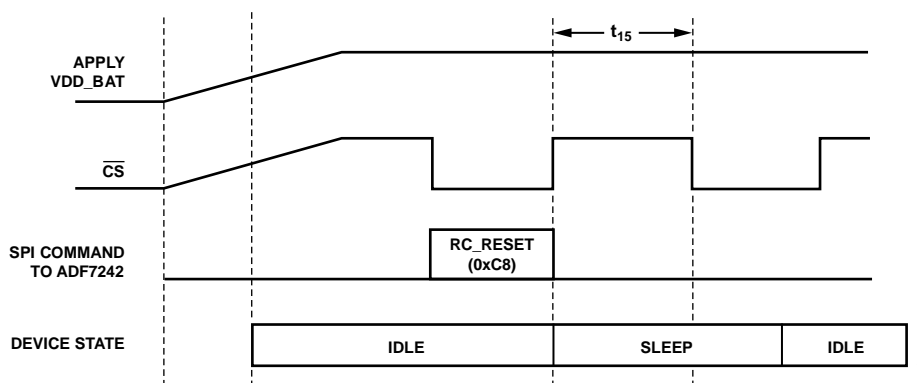 t15
APPLY
VDD_BAT
CS
RC_RESET
(0xC8)
SPI COMMAND
TO ADF7242
DEVICE STATE
IDLE
SLEEP
IDLE